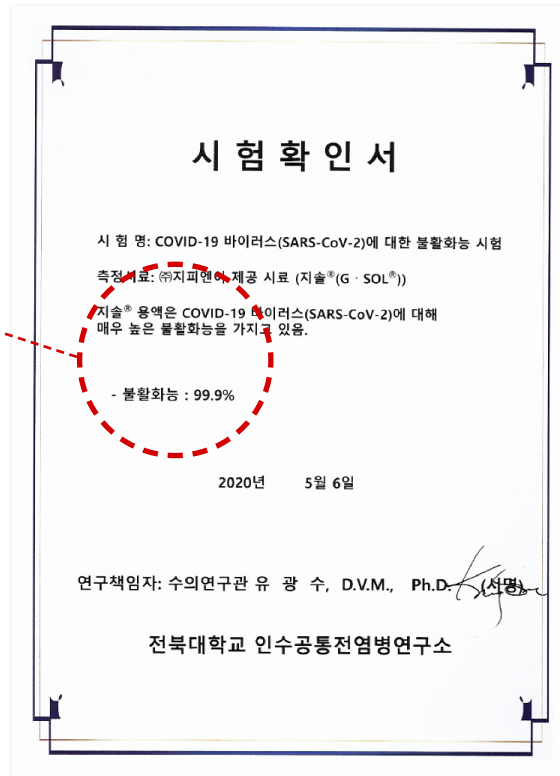 시험확인서
시 험 명: COVID-19 바이러스(SARS-CoV-2)에 대한 불활화능 시험
측정시료: ㈜지피엔이 제공 시료 (지솔®(G · SOL®))
지솔® 용액은 COVID-19 바이러스(SARS-CoV-2)에 대해
매우 높은 불활화능을 가지고 있음.
- 불활화능 : 99.9%
2020년 5월 6일
연구책임자: 수의연구관 유 광 수, D.V.M., Ph.D. (서명)
전북대학교 인수공통전염병연구소